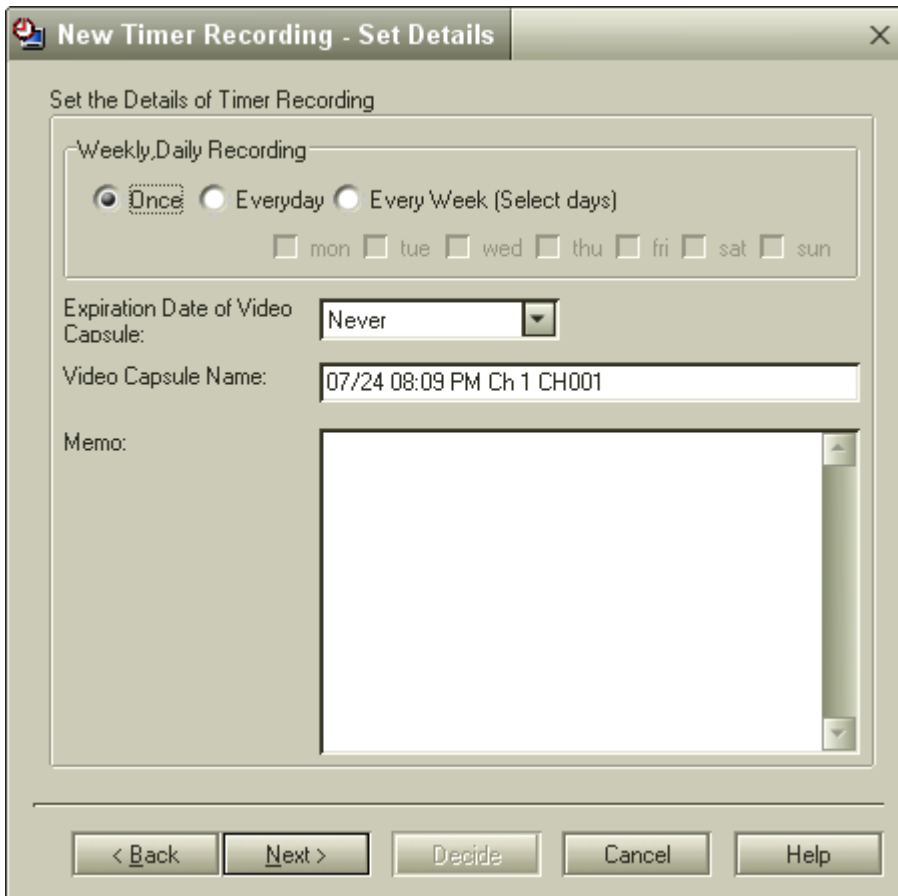 New Timer Recording - Set Details
Set the Details of Timer Recording
Weekly,Daily Recording
Once Everyday Every Week (Select days)
mon tue wed thu fri sat sun
Expiration Date of Video
Capsule:
Never
Video Capsule Name:
07/24 08:09 PM Ch 1 CH001
Memo:
< Back Next > Decide Cancel Help